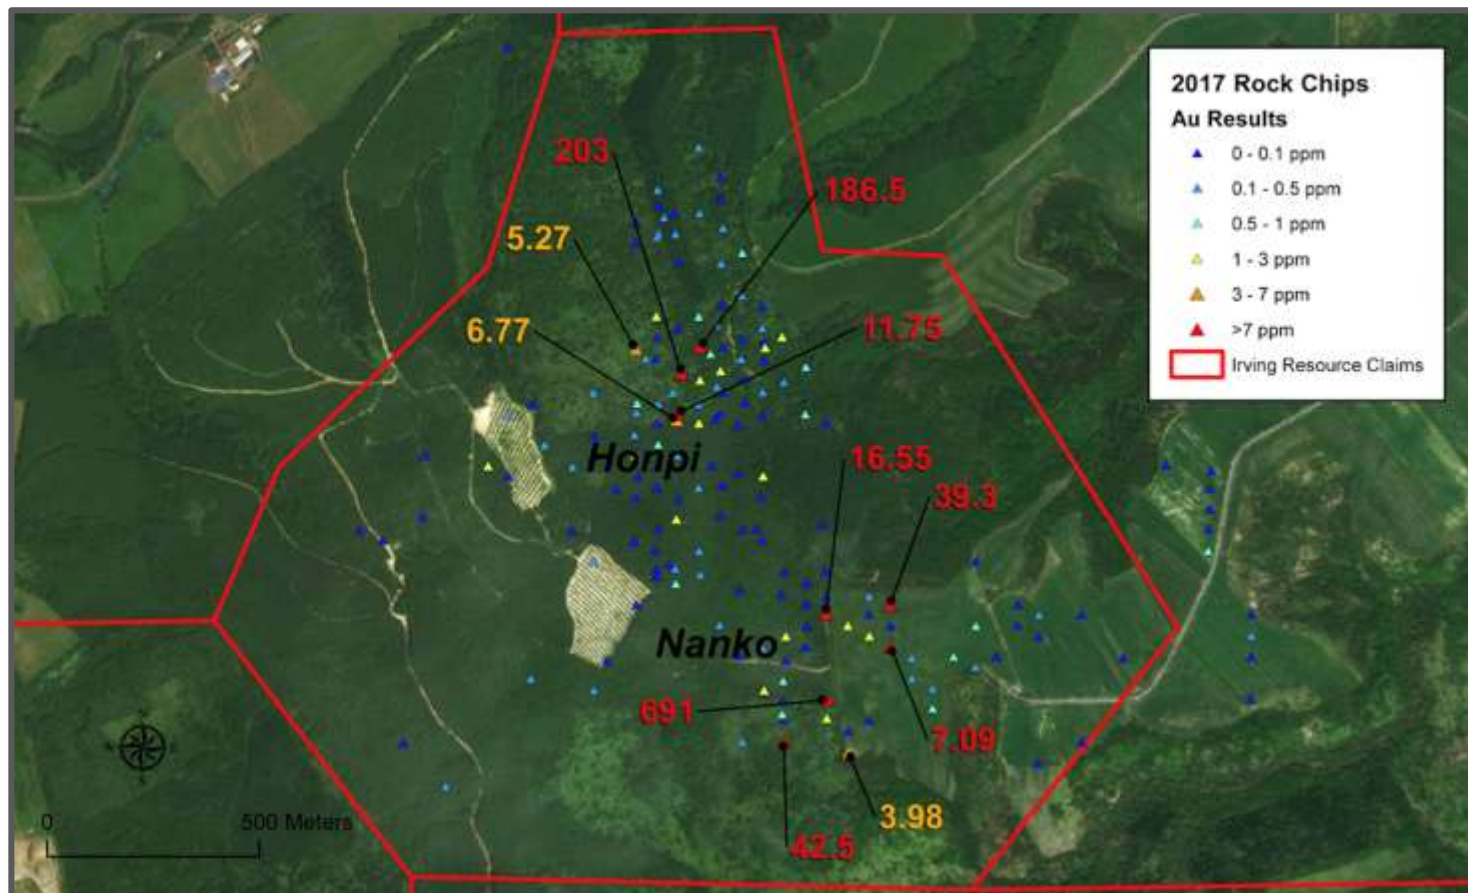 2017 Rock Chips
Au Results
0 - 0.1 ppm
0.1 - 0.5 ppm
0.5 - 1 ppm
1 - 3 ppm
3 - 7 ppm
>7 ppm
Irving Resource Claims
203
186.5
5.27
6.77
11.75
Honpi
16.55
39.3
Nanko
691
7.09
3.98
42.5
0 500 Meters